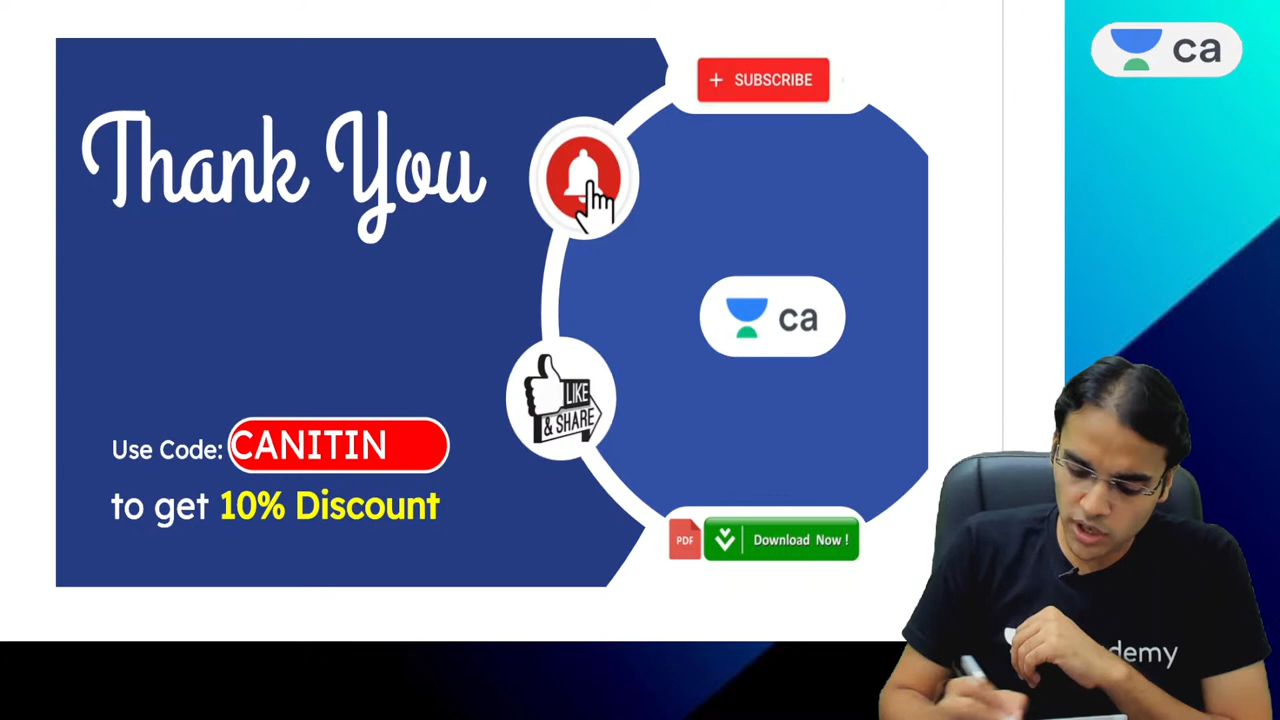 Thank You
+ SUBSCRIBE
ca
LIKE
& SHARE
ca
Use Code: CANITIN
to get 10% Discount
PDF
Download Now !
demy